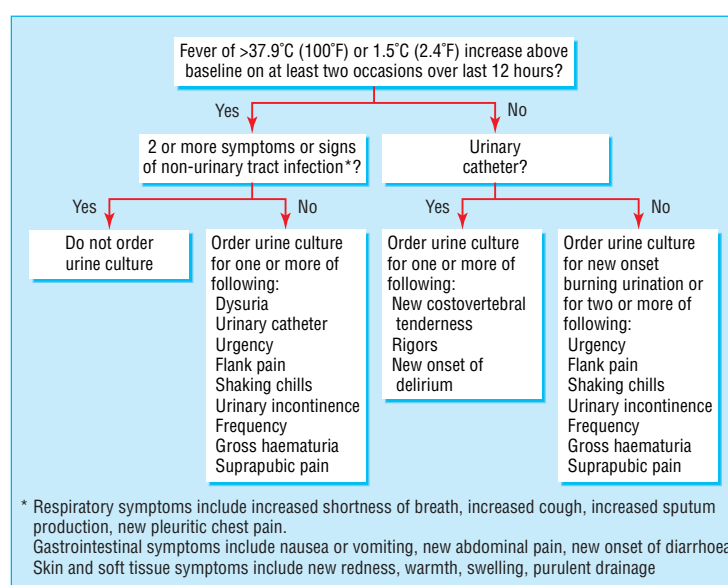 Fever of >37.9˚C (100˚F) or 1.5˚C (2.4˚F) increase above
baseline on at least two occasions over last 12 hours?
Yes
No
2 or more symptoms or signs
of non-urinary tract infection*?
Urinary
catheter?
Yes
No
Yes
No
Do not order
urine culture
Order urine culture
for one or more of
following:
Dysuria
Urinary catheter
Urgency
Flank pain
Shaking chills
Urinary incontinence
Frequency
Gross haematuria
Suprapubic pain
Order urine culture
for one or more of
following:
New costovertebral
tenderness
Rigors
New onset of
delirium
Order urine culture
for new onset
burning urination or
for two or more of
following:
Urgency
Flank pain
Shaking chills
Urinary incontinence
Frequency
Gross haematuria
Suprapubic pain
* Respiratory symptoms include increased shortness of breath, increased cough, increased sputum
production, new pleuritic chest pain.
Gastrointestinal symptoms include nausea or vomiting, new abdominal pain, new onset of diarrhoea
Skin and soft tissue symptoms include new redness, warmth, swelling, purulent drainage